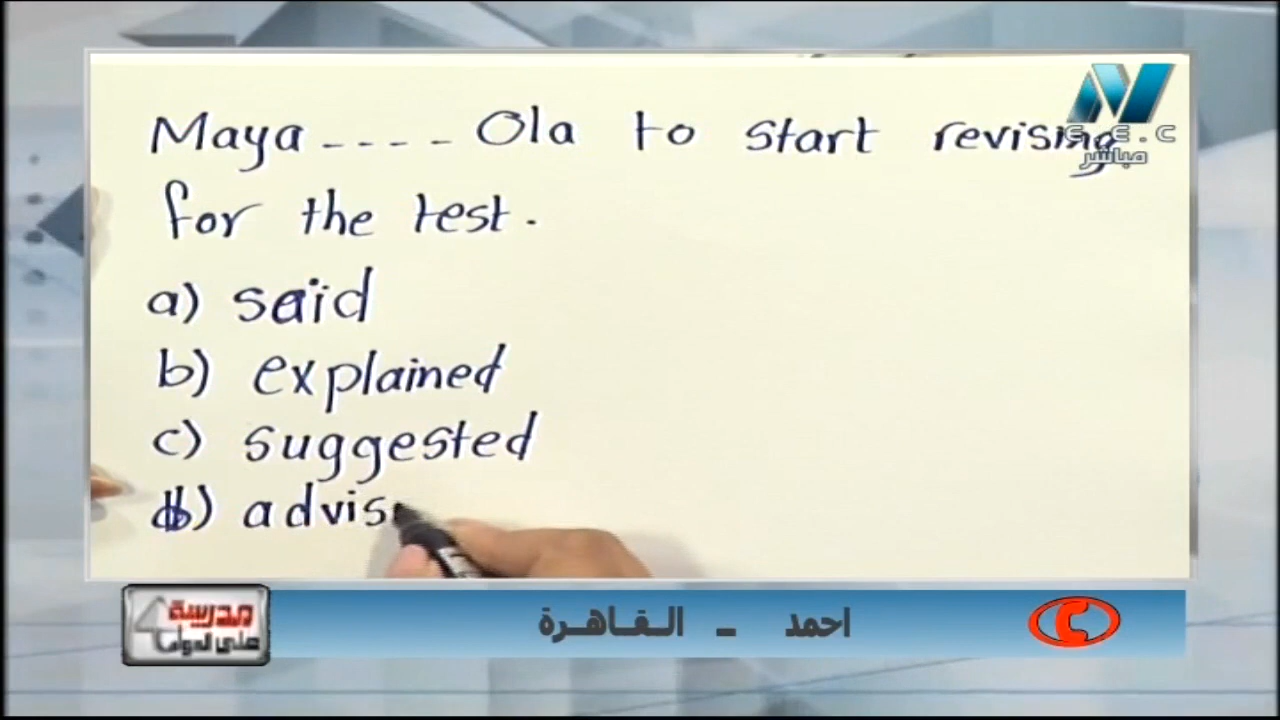 Maya ---- Ola to start revising
for the test.
a) said
b) explained
c) suggested
d) advis
E.E.C
مباشر
احمد - القاهرة
مدرسة
على الهواء